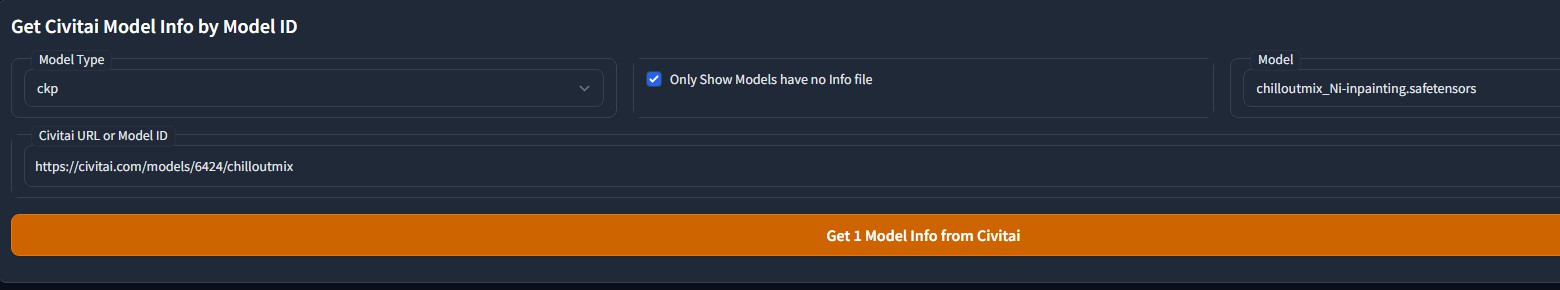 Get Civitai Model Info by Model ID
Model Type
ckp
Only Show Models have no Info file
Model
chilloutmix_Ni-inpainting.safetensors
Civitai URL or Model ID
https://civitai.com/models/6424/chilloutmix
Get 1 Model Info from Civitai